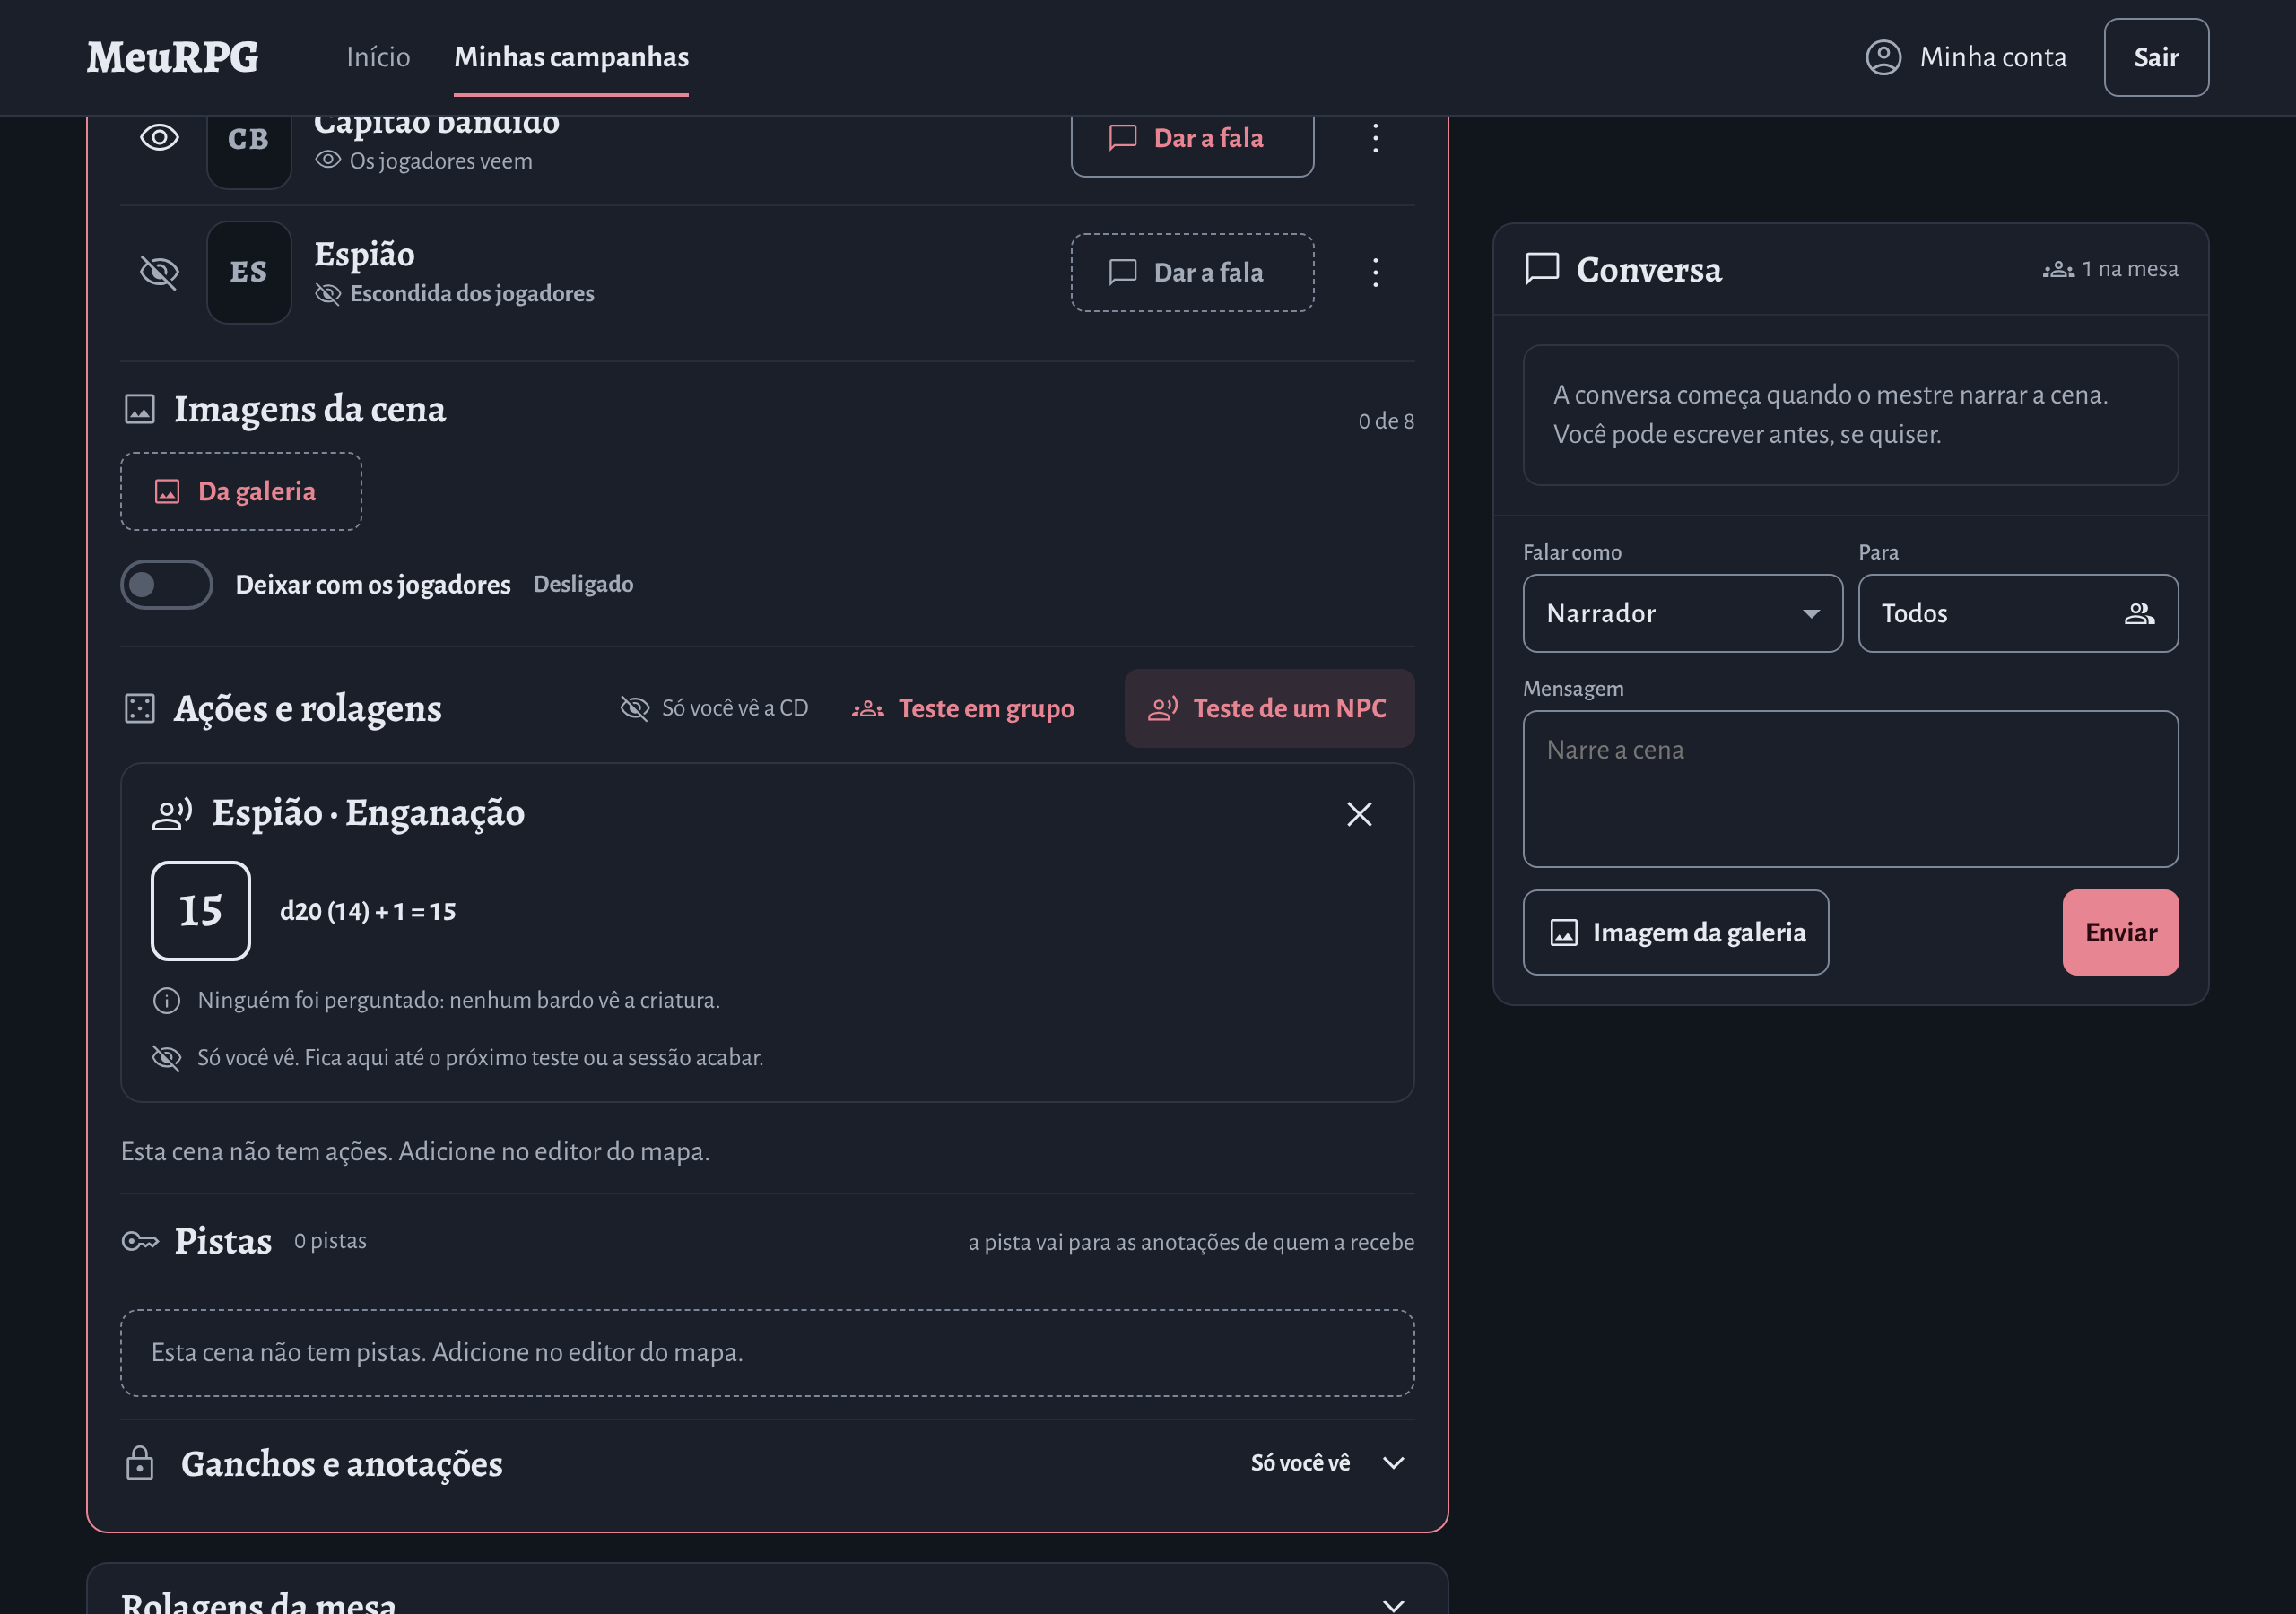 MeuRPG
Início
Minhas campanhas
Minha conta
Sair
CB
Capitão bandido
Os jogadores veem
Dar a fala
ES
Espião
Escondida dos jogadores
Dar a fala
Imagens da cena
0 de 8
Da galeria
Deixar com os jogadores
Desligado
Ações e rolagens
Só você vê a CD
Teste em grupo
Teste de um NPC
Espião · Enganação
15
d20 (14) + 1 = 15
Ninguém foi perguntado: nenhum bardo vê a criatura.
Só você vê. Fica aqui até o próximo teste ou a sessão acabar.
Esta cena não tem ações. Adicione no editor do mapa.
Pistas
0 pistas
a pista vai para as anotações de quem a recebe
Esta cena não tem pistas. Adicione no editor do mapa.
Ganchos e anotações
Só você vê
Rolagens da mesa
Conversa
1 na mesa
A conversa começa quando o mestre narrar a cena.
Você pode escrever antes, se quiser.
Falar como
Para
Narrador
Todos
Mensagem
Narre a cena
Imagem da galeria
Enviar